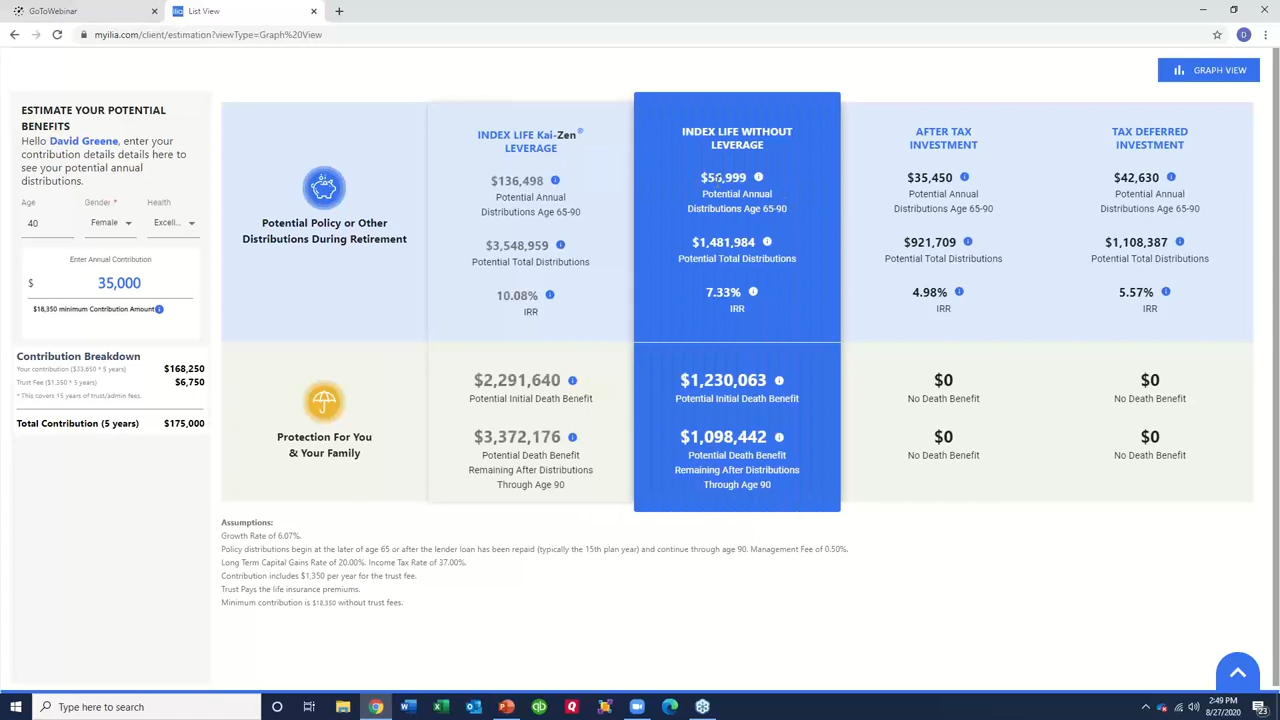 GoToWebinar
List View
myilia.com/client/estimation?viewType=Graph%20View
D
GRAPH VIEW
ESTIMATE YOUR POTENTIAL
BENEFITS
Hello David Greene, enter your
contribution details details here to
see your potential annual
distributions.
Age
Gender *
Health
40
Female
Excell...
Enter Annual Contribution
$
35,000
$18,350 minimum Contribution Amount
Contribution Breakdown
Your contribution ($33,650 * 5 years)
$168,250
Trust Fee ($1,350 * 5 years)
$6,750
* This covers 15 years of trust/admin fees.
Total Contribution (5 years)
$175,000
Potential Policy or Other
Distributions During Retirement
Protection For You
& Your Family
INDEX LIFE Kai-Zen®
LEVERAGE
$136,498
Potential Annual
Distributions Age 65-90
$3,548,959
Potential Total Distributions
10.08%
IRR
$2,291,640
Potential Initial Death Benefit
$3,372,176
Potential Death Benefit
Remaining After Distributions
Through Age 90
INDEX LIFE WITHOUT
LEVERAGE
$56,999
Potential Annual
Distributions Age 65-90
$1,481,984
Potential Total Distributions
7.33%
IRR
$1,230,063
Potential Initial Death Benefit
$1,098,442
Potential Death Benefit
Remaining After Distributions
Through Age 90
AFTER TAX
INVESTMENT
$35,450
Potential Annual
Distributions Age 65-90
$921,709
Potential Total Distributions
4.98%
IRR
$0
No Death Benefit
$0
No Death Benefit
TAX DEFERRED
INVESTMENT
$42,630
Potential Annual
Distributions Age 65-90
$1,108,387
Potential Total Distributions
5.57%
IRR
$0
No Death Benefit
$0
No Death Benefit
Assumptions:
Growth Rate of 6.07%.
Policy distributions begin at the later of age 65 or after the lender loan has been repaid (typically the 15th plan year) and continue through age 90. Management Fee of 0.50%.
Long Term Capital Gains Rate of 20.00%. Income Tax Rate of 37.00%.
Contribution includes $1,350 per year for the trust fee.
Trust Pays the life insurance premiums.
Minimum contribution is $18,350 without trust fees.
Type here to search
2:49 PM
8/27/2020
23